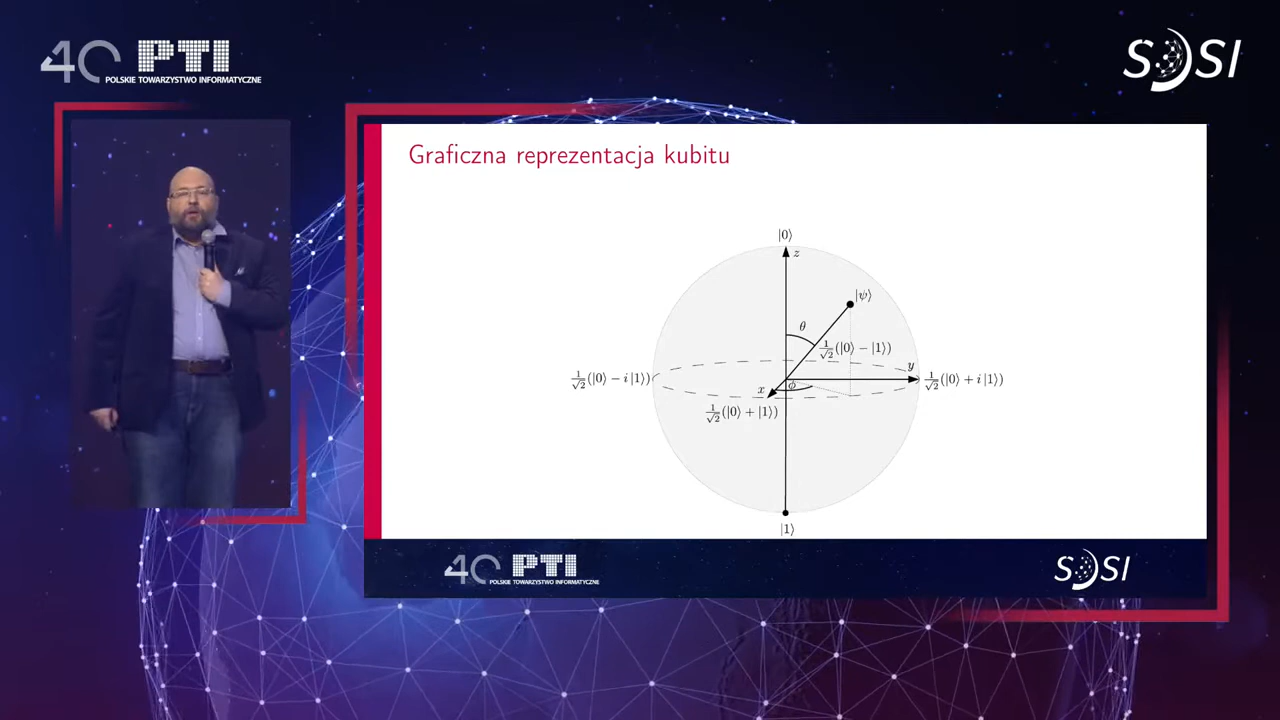 40 PTI
POLSKIE TOWARZYSTWO INFORMATYCZNE
SOSI
Graficzna reprezentacja kubitu
|0⟩
z
|ψ⟩
θ
1/√2(|0⟩ − |1⟩)
1/√2(|0⟩ − i|1⟩)
y
1/√2(|0⟩ + i|1⟩)
x
ϕ
1/√2(|0⟩ + |1⟩)
|1⟩
40 PTI
POLSKIE TOWARZYSTWO INFORMATYCZNE
SOSI